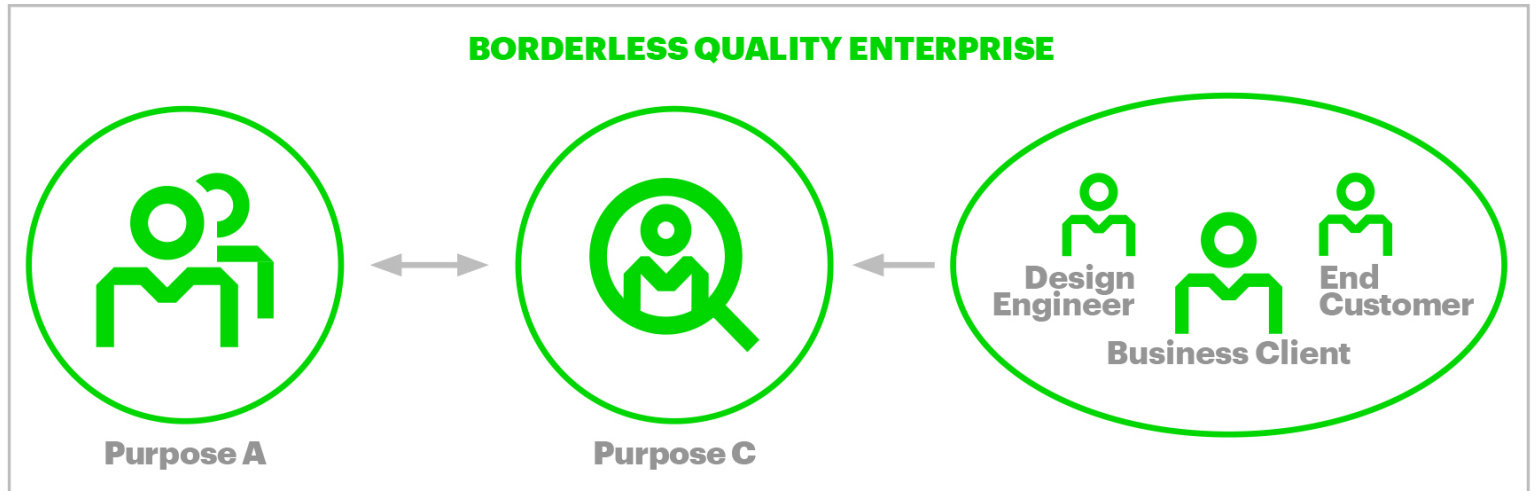 BORDERLESS QUALITY ENTERPRISE
Design
Engineer
End
Customer
Business Client
Purpose A
Purpose C